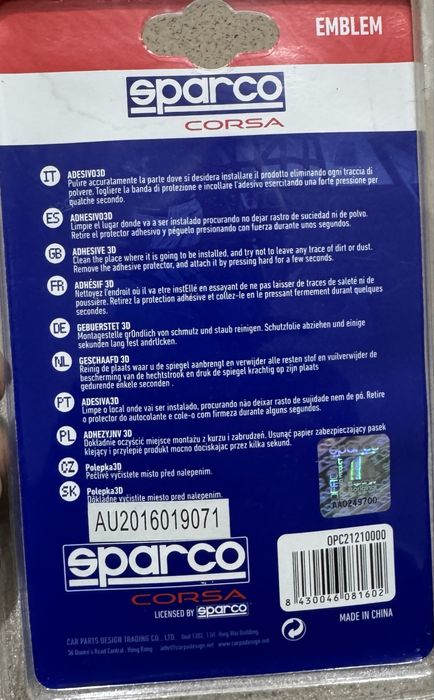 EMBLEM
sparco
CORSA
IT ADESIVO3D
Pulire accuratamente la parte dove si desidera installare il prodotto eliminando ogni traccia di
polvere. Togliere la banda di protezione e incollare l'adesivo esercitando una forte pressione per
qualche secondo.
ES ADHESIVO3D
Limpie el lugar donde va a ser instalado procurando no dejar rastro de suciedad ni de polvo.
Retire el protector adhesivo y péguelo presionando con fuerza durante unos segundos.
GB ADHESIVE 3D
Clean the place where it is going to be installed, and try not to leave any trace of dirt or dust.
Remove the adhesive protector, and attach it by pressing hard for a few seconds.
FR ADHÉSIF 3D
Nettoyez l'endroit où il va etre instEllé en essayant de ne pas laisser de traces de saleté ni de
poussière. Retirez la protection adhésive et collez-le en le pressant fermement durant quelques
secondes.
DE GEBUERSTET 3D
Montagestelle gr0ndlich von schmutz und staub reinigen. Schutzfolie abziehen und einige
sekunden lang fest andrücken.
NL GESCHAAFD 3D
Reinig de plaats waar u de spiegel aanbrengt en verwijder alle resten stof en vuilverwijder de
bescherming van de hechtstrook en druk de spiegel krachtig op zijn plaats
gedurende enkele seconden .
PT ADESIVA3D
Limpe o local onde vai ser instalado, procurando não deixar rasto de sujidade nem de pó. Retire
o protector do autocolante e cole-o com firmeza durante alguns segundos.
PL ADHEZYJNY 3D
Dokładnie oczyścić miejsce montażu z kurzu i zabrudzeń. Usunąć papier zabezpieczający pasek
klejący i przylepić produkt mocno dociskając przez kilka sekund.
CZ Polepka3D
Pečlivě vyčistete místo před nalepením.
SK Polepka3D
Dôkladne vyčistite miesto pred nalepením.
AU2016019071
AA0249700
sparco
CORSA
LICENSED BY sparco
OPC21210000
8 430046 081602
MADE IN CHINA
CAR PARTS DESIGN TRADING CO ., LTD.
Hong Kong